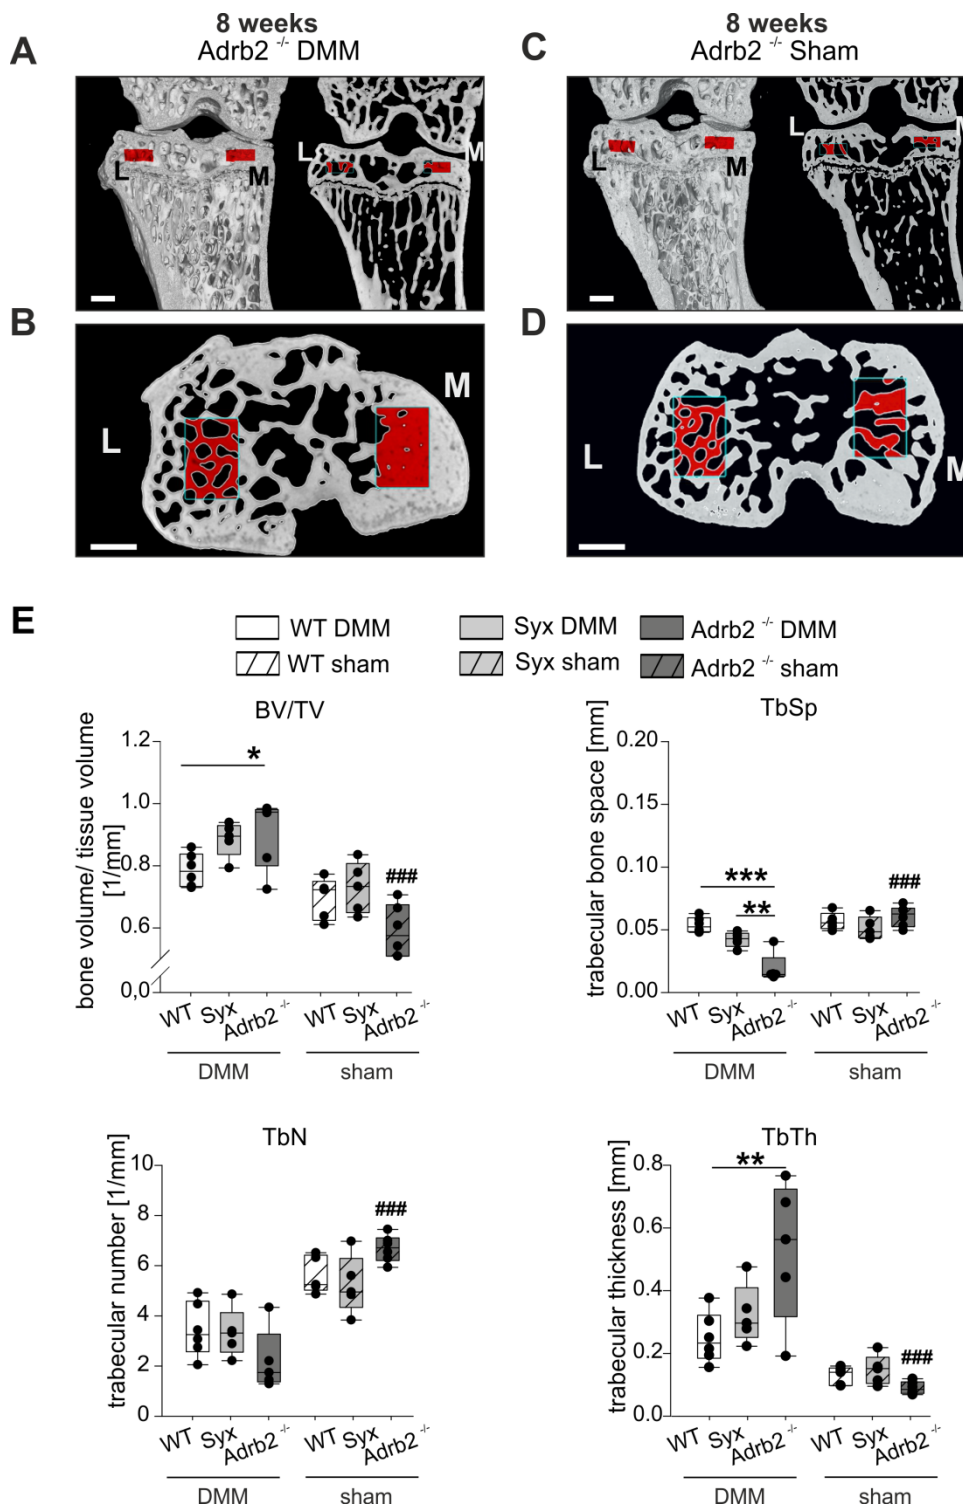 8 weeks
A
Adrb2 -/- DMM
L
M
L
M
B
L
M
8 weeks
C
Adrb2 -/- Sham
L
M
L
M
D
L
M
E
WT DMM
Syx DMM
Adrb2 -/- DMM
WT sham
Syx sham
Adrb2 -/- sham
BV/TV
bone volume/ tissue volume
[1/mm]
1.2
1.0
0.8
0.6
0,0
*
###
WT
Syx
Adrb2 -/-
WT
Syx
Adrb2 -/-
DMM
sham
TbSp
trabecular bone space [mm]
0.20
0.15
0.10
0.05
0.00
***
**
###
WT
Syx
Adrb2 -/-
WT
Syx
Adrb2 -/-
DMM
sham
TbN
trabecular number [1/mm]
10
8
6
4
2
0
###
WT
Syx
Adrb2 -/-
WT
Syx
Adrb2 -/-
DMM
sham
TbTh
trabecular thickness [mm]
0.8
0.6
0.4
0.2
0.0
**
###
WT
Syx
Adrb2 -/-
WT
Syx
Adrb2 -/-
DMM
sham